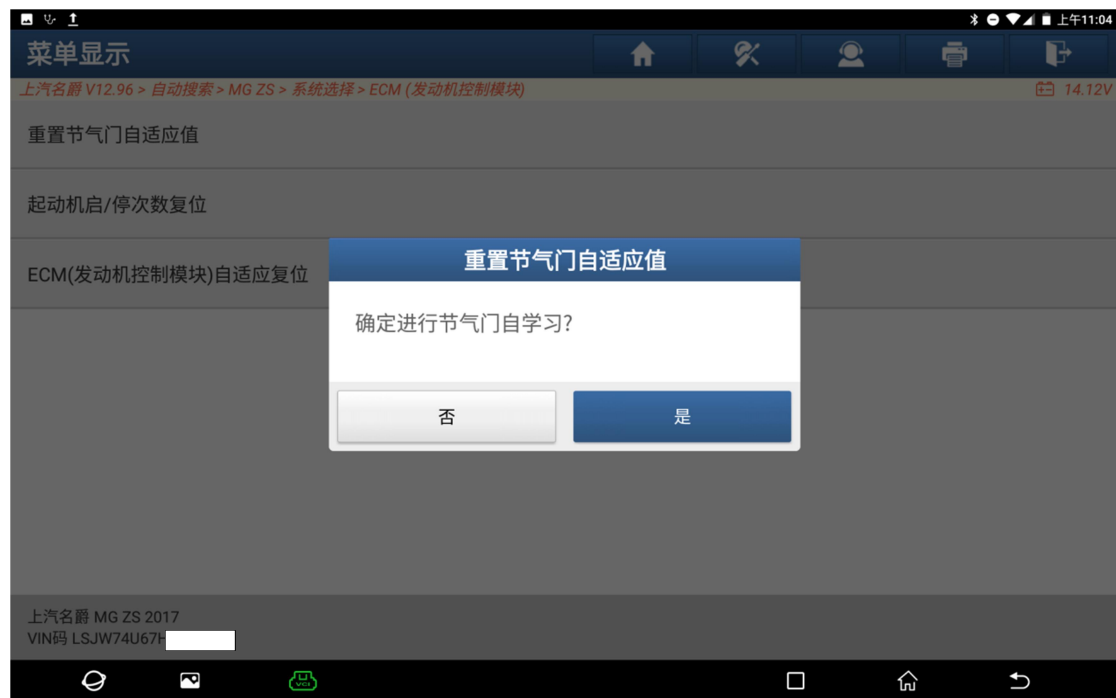 上午11:04
菜单显示
上汽名爵 V12.96 > 自动搜索 > MG ZS > 系统选择 > ECM (发动机控制模块)
14.12V
重置节气门自适应值
起动机启/停次数复位
ECM(发动机控制模块)自适应复位
重置节气门自适应值
确定进行节气门自学习?
否
是
上汽名爵 MG ZS 2017
VIN码 LSJW74U67H
VCI